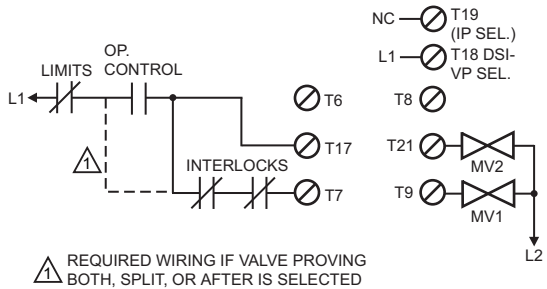 NC T19
(IP SEL.)
OP.
CONTROL
L1 T18 DSI-
VP SEL.
LIMITS
L1
T6
T8
T17
T21
MV2
1
INTERLOCKS
T7
T9
MV1
L2
1 REQUIRED WIRING IF VALVE PROVING
BOTH, SPLIT, OR AFTER IS SELECTED